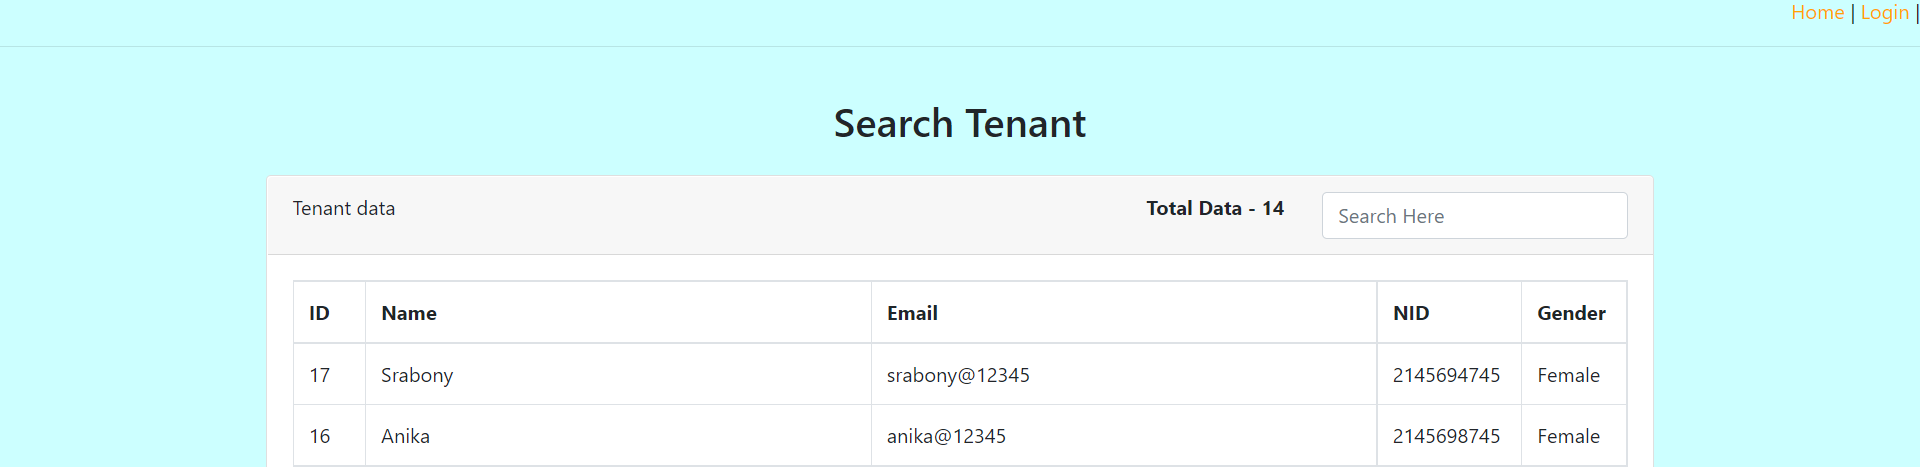 Home | Login |
Search Tenant
Tenant data Total Data - 14 Search Here
ID Name Email NID Gender
17 Srabony srabony@12345 2145694745 Female
16 Anika anika@12345 2145698745 Female